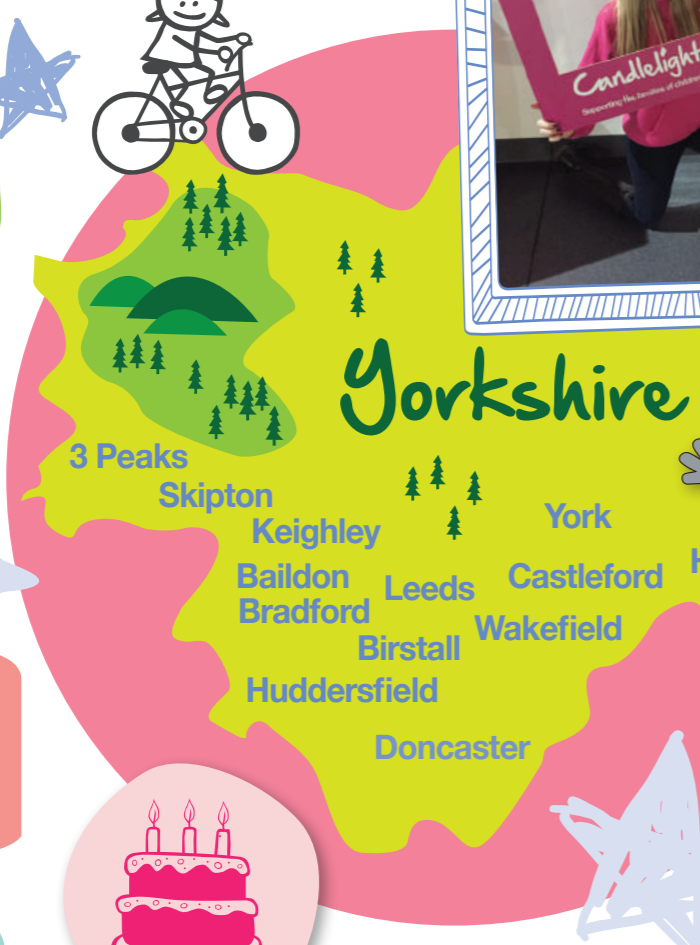 Candlelight
Supporting the families of children
Yorkshire
3 Peaks
Skipton
Keighley
York
Baildon
Leeds
Castleford
H
Bradford
Wakefield
Birstall
Huddersfield
Doncaster